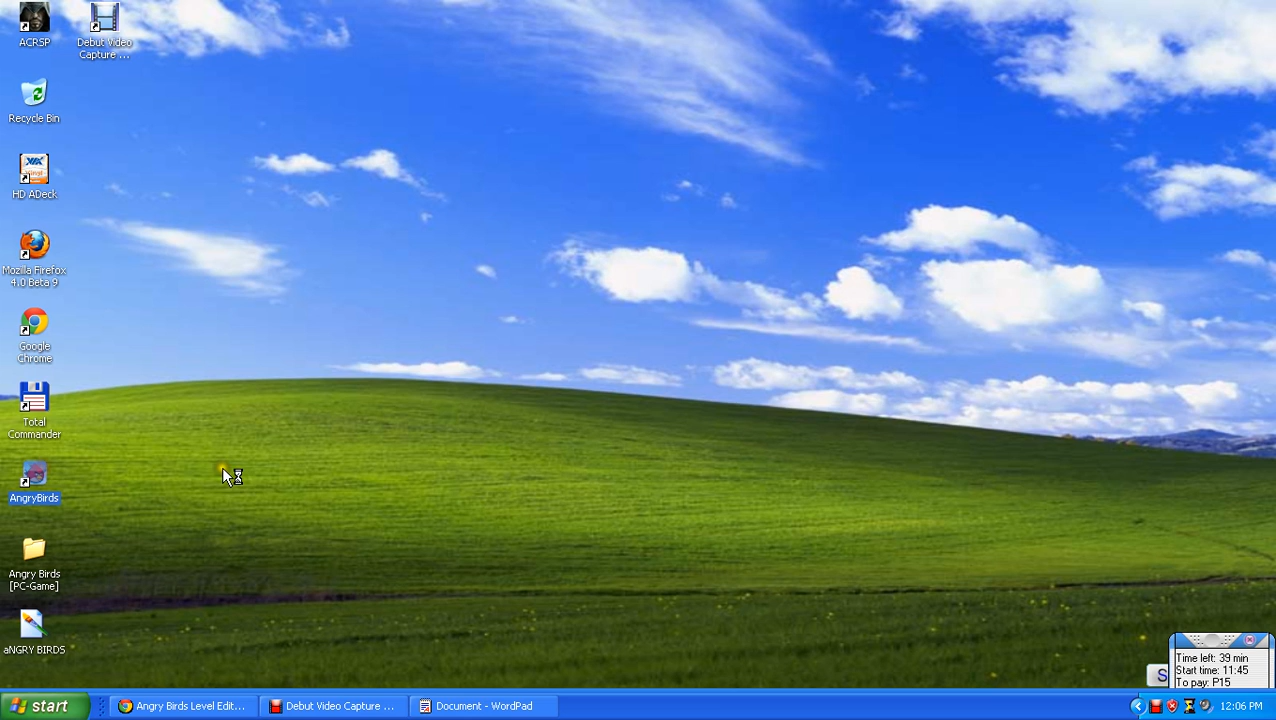 ACRSP
Debut Video
Capture ...
Recycle Bin
HD ADeck
Mozilla Firefox
4.0 Beta 9
Google
Chrome
Total
Commander
AngryBirds
Angry Birds
[PC-Game]
aNGRY BIRDS
Time left: 39 min
Start time: 11:45
To pay: P15
S
start
Angry Birds Level Edit...
Debut Video Capture ...
Document - WordPad
12:06 PM